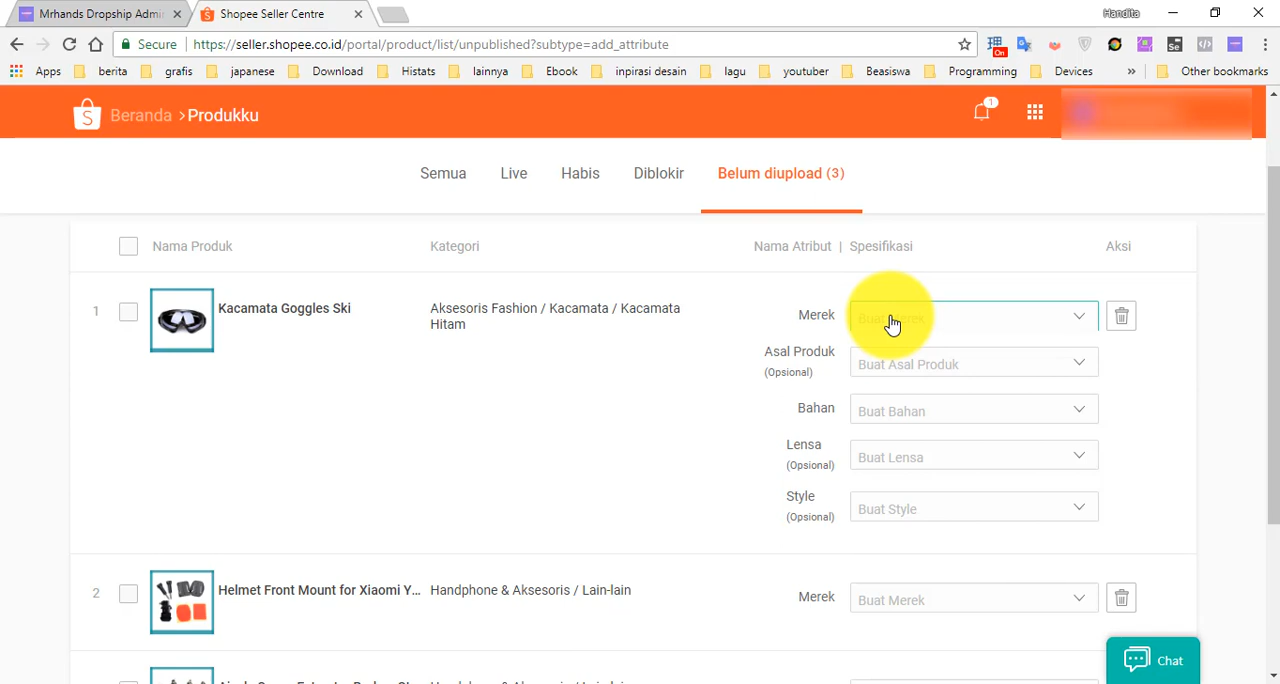 Mrhands Dropship Admi
Shopee Seller Centre
Handita
Secure
https://seller.shopee.co.id/portal/product/list/unpublished?subtype=add_attribute
On
Se
Apps
berita
grafis
japanese
Download
Histats
lainnya
Ebook
inpirasi desain
lagu
youtuber
Beasiswa
Programming
Devices
»
Other bookmarks
S
Beranda > Produkku
1
Semua
Live
Habis
Diblokir
Belum diupload (3)
Nama Produk
Kategori
Nama Atribut | Spesifikasi
Aksi
1
Kacamata Goggles Ski
Aksesoris Fashion / Kacamata / Kacamata
Hitam
Merek
Buat Merek
Asal Produk
(Opsional)
Buat Asal Produk
Bahan
Buat Bahan
Lensa
(Opsional)
Buat Lensa
Style
(Opsional)
Buat Style
2
Helmet Front Mount for Xiaomi Y...
Handphone & Aksesoris / Lain-lain
Merek
Buat Merek
Chat